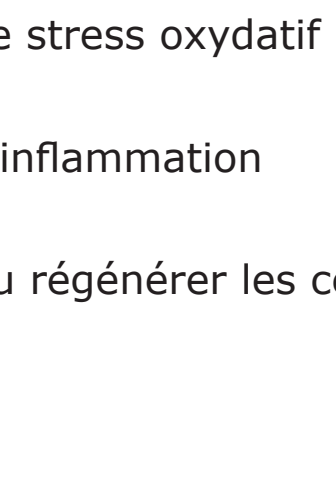 e stress oxydatif
inflammation
u régénérer les c